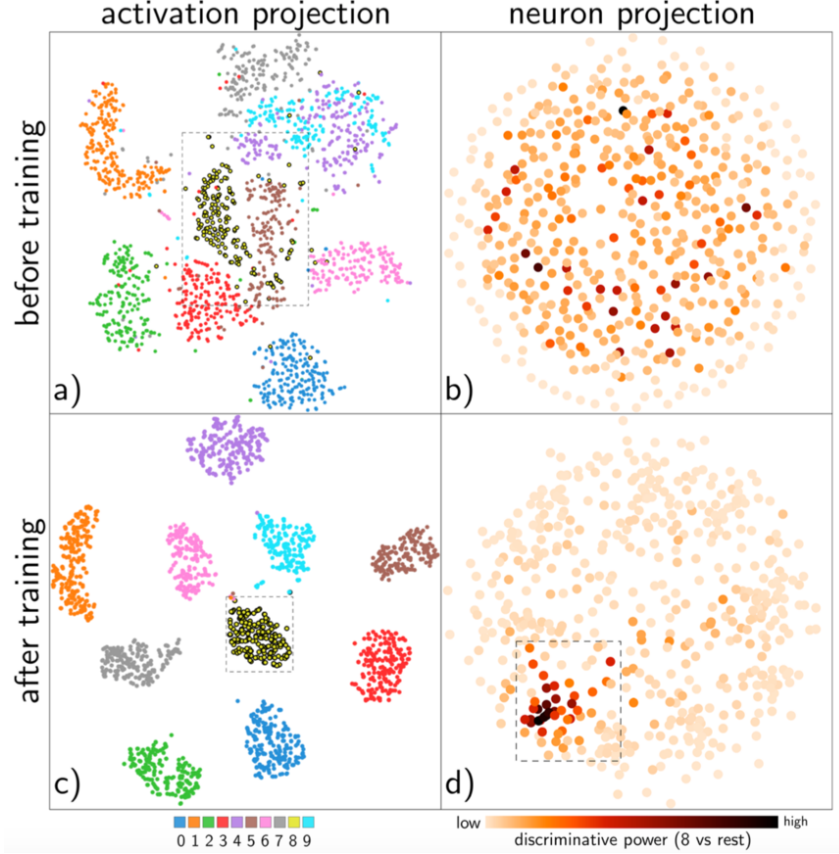 activation projection neuron projection
before training
a) b)
after training
c) d)
low high
0 1 2 3 4 5 6 7 8 9 discriminative power (8 vs rest)